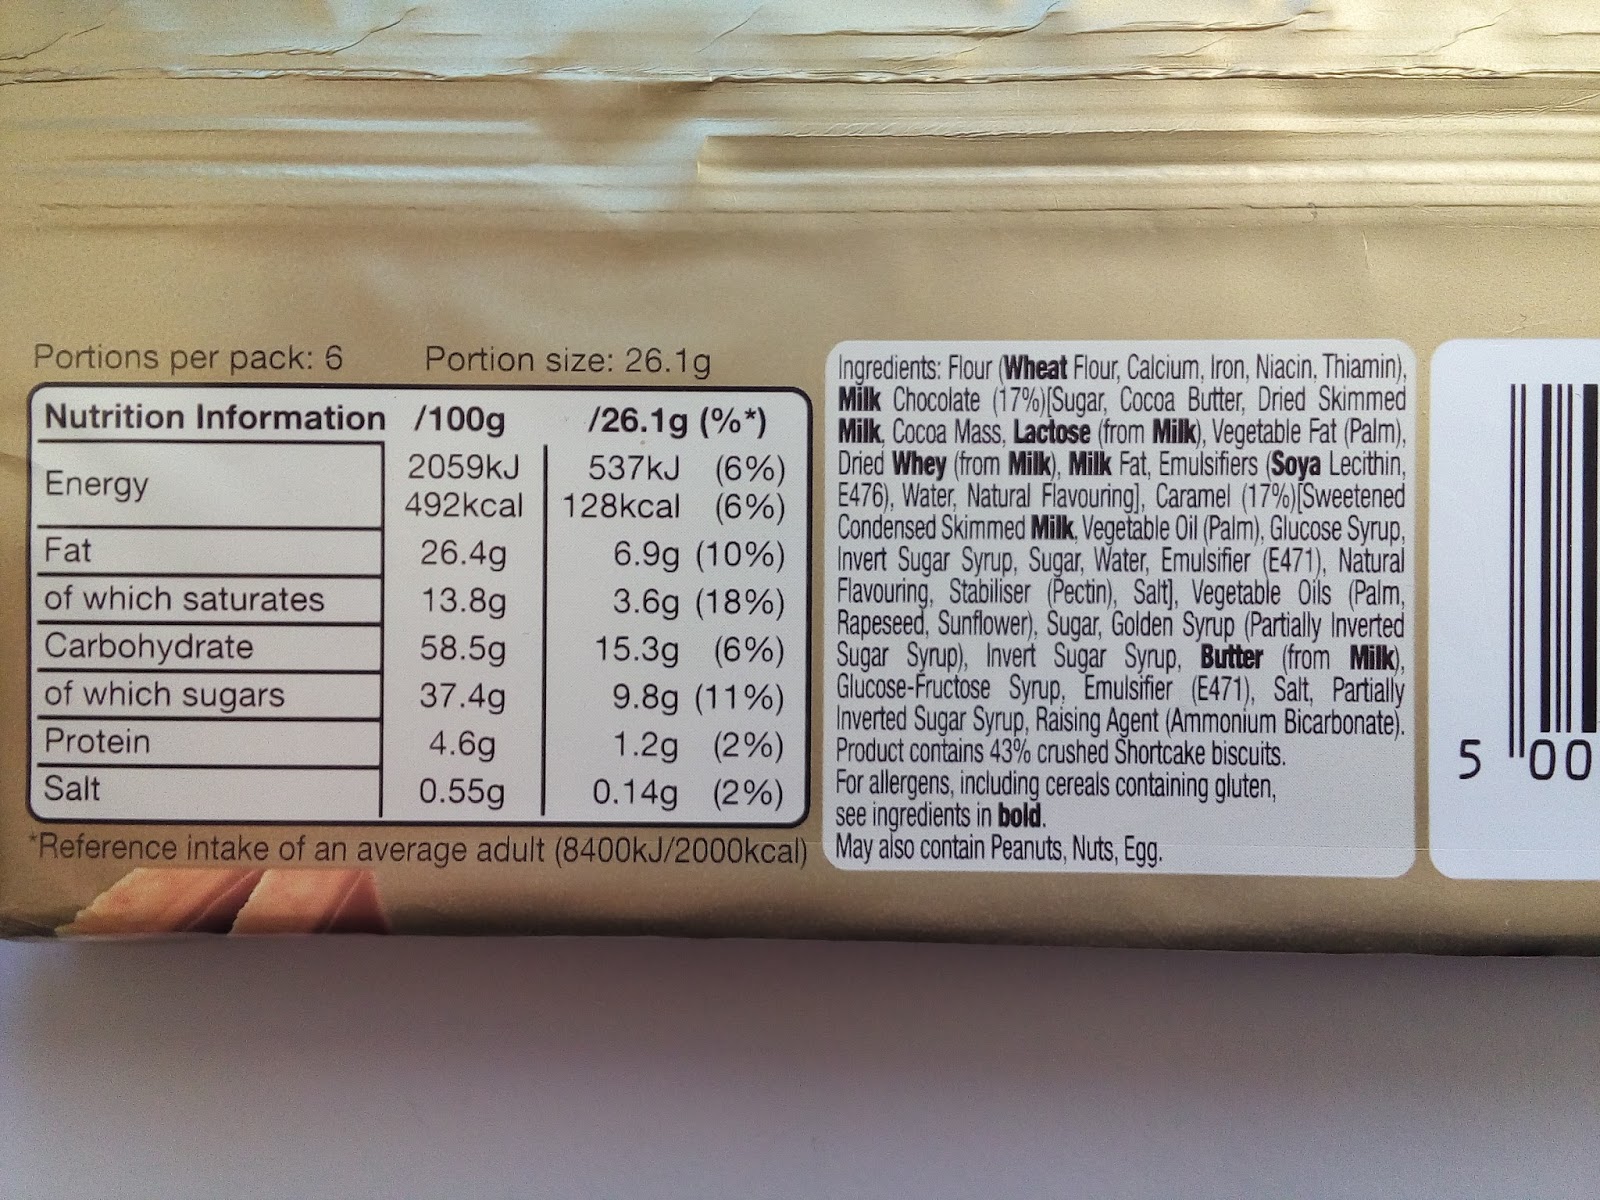 Portions per pack: 6 Portion size: 26.1g
Nutrition Information /100g /26.1g (%*)
Energy 2059kJ 537kJ (6%)
492kcal 128kcal (6%)
Fat 26.4g 6.9g (10%)
of which saturates 13.8g 3.6g (18%)
Carbohydrate 58.5g 15.3g (6%)
of which sugars 37.4g 9.8g (11%)
Protein 4.6g 1.2g (2%)
Salt 0.55g 0.14g (2%)
*Reference intake of an average adult (8400kJ/2000kcal)
Ingredients: Flour (Wheat Flour, Calcium, Iron, Niacin, Thiamin),
Milk Chocolate (17%)[Sugar, Cocoa Butter, Dried Skimmed
Milk, Cocoa Mass, Lactose (from Milk), Vegetable Fat (Palm),
Dried Whey (from Milk), Milk Fat, Emulsifiers (Soya Lecithin,
E476), Water, Natural Flavouring], Caramel (17%)[Sweetened
Condensed Skimmed Milk, Vegetable Oil (Palm), Glucose Syrup,
Invert Sugar Syrup, Sugar, Water, Emulsifier (E471), Natural
Flavouring, Stabiliser (Pectin), Salt], Vegetable Oils (Palm,
Rapeseed, Sunflower), Sugar, Golden Syrup (Partially Inverted
Sugar Syrup), Invert Sugar Syrup, Butter (from Milk),
Glucose-Fructose Syrup, Emulsifier (E471), Salt, Partially
Inverted Sugar Syrup, Raising Agent (Ammonium Bicarbonate).
Product contains 43% crushed Shortcake biscuits.
For allergens, including cereals containing gluten,
see ingredients in bold.
May also contain Peanuts, Nuts, Egg.
5 00